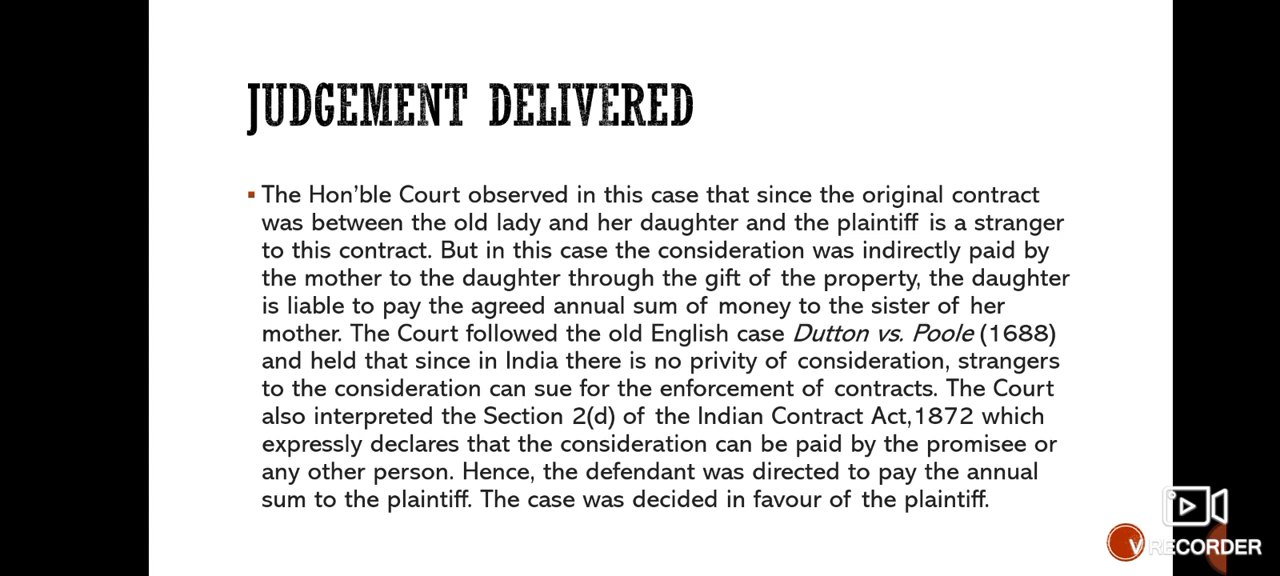 JUDGEMENT DELIVERED
▪ The Hon'ble Court observed in this case that since the original contract
was between the old lady and her daughter and the plaintiff is a stranger
to this contract. But in this case the consideration was indirectly paid by
the mother to the daughter through the gift of the property, the daughter
is liable to pay the agreed annual sum of money to the sister of her
mother. The Court followed the old English case Dutton vs. Poole (1688)
and held that since in India there is no privity of consideration, strangers
to the consideration can sue for the enforcement of contracts. The Court
also interpreted the Section 2(d) of the Indian Contract Act,1872 which
expressly declares that the consideration can be paid by the promisee or
any other person. Hence, the defendant was directed to pay the annual
sum to the plaintiff. The case was decided in favour of the plaintiff.
V RECORDER